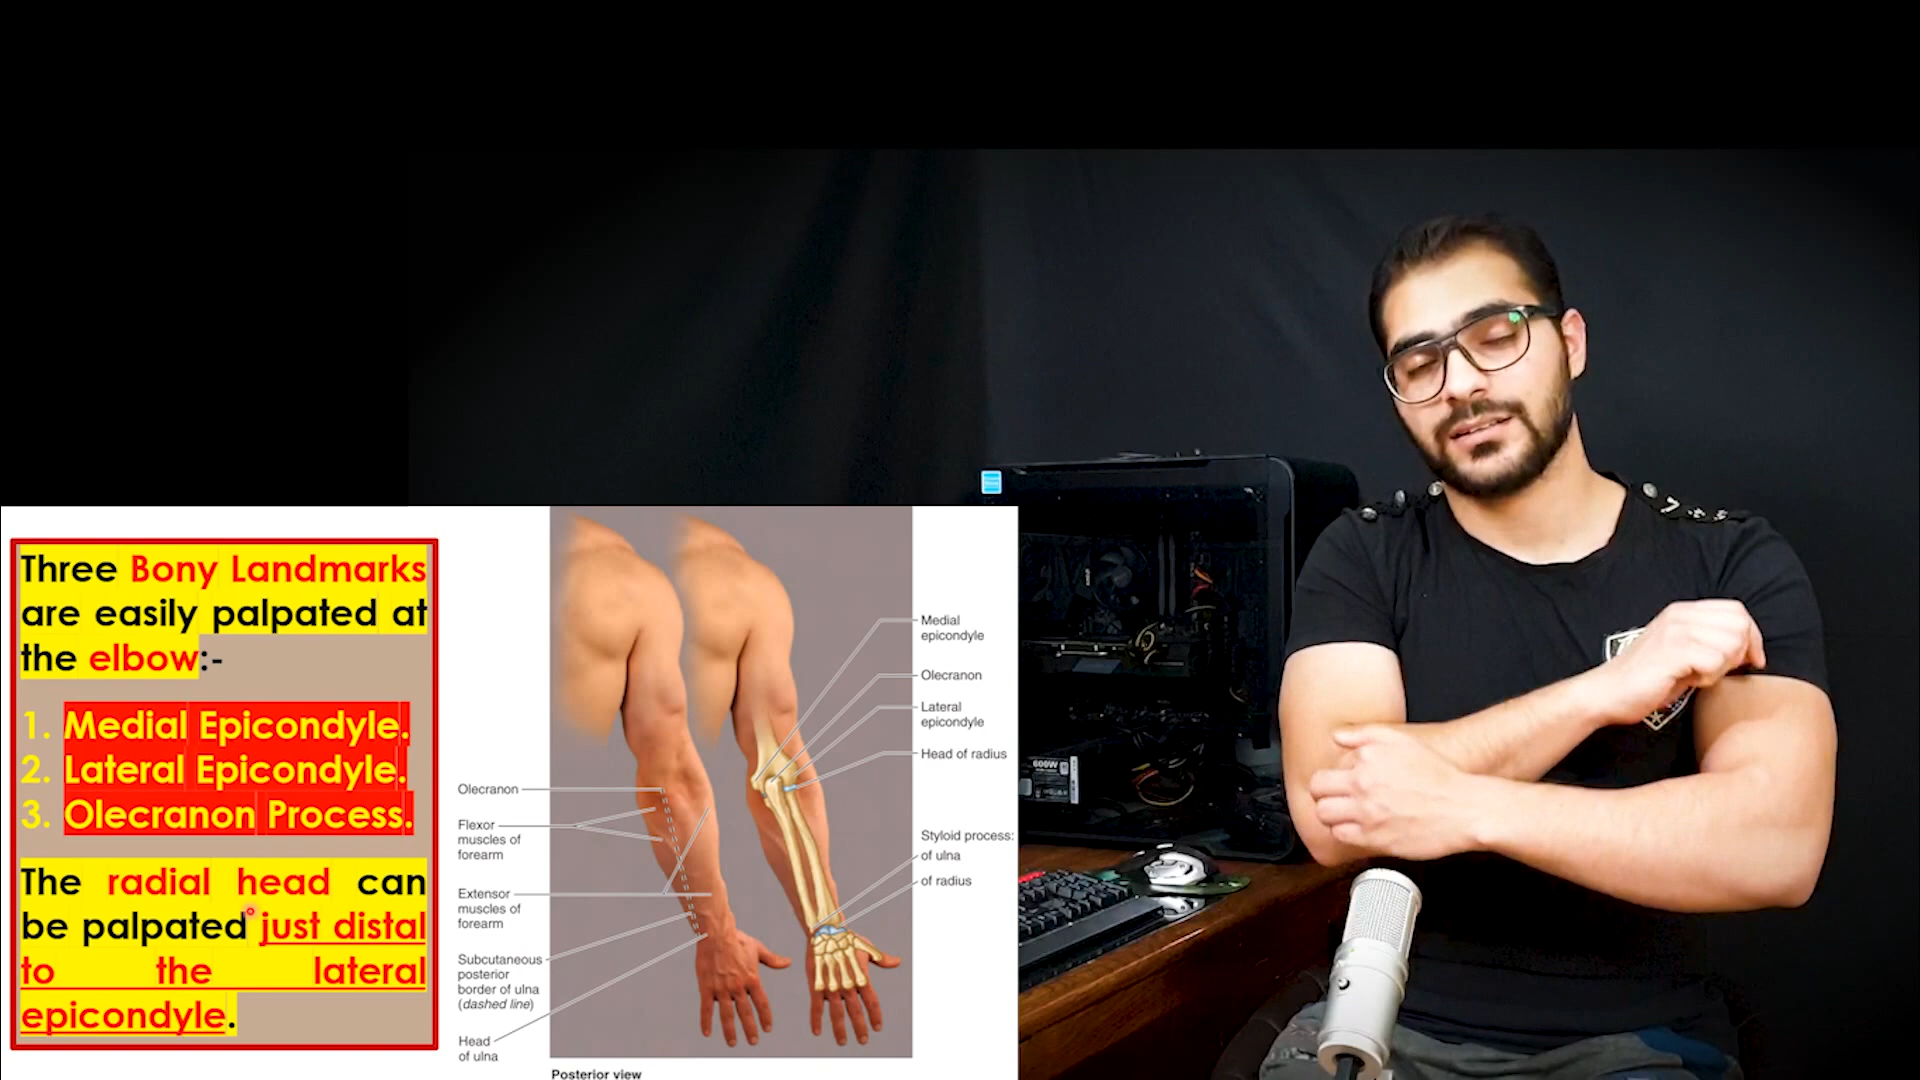 Three Bony Landmarks
are easily palpated at
the elbow:-
1. Medial Epicondyle.
2. Lateral Epicondyle.
3. Olecranon Process.
The radial head can
be palpated just distal
to the lateral
epicondyle.
Olecranon
Flexor
muscles of
forearm
Extensor
muscles of
forearm
Subcutaneous
posterior
border of ulna
(dashed line)
Head
of ulna
Medial
epicondyle
Olecranon
Lateral
epicondyle
Head of radius
Styloid process:
of ulna
of radius
Posterior view
600W